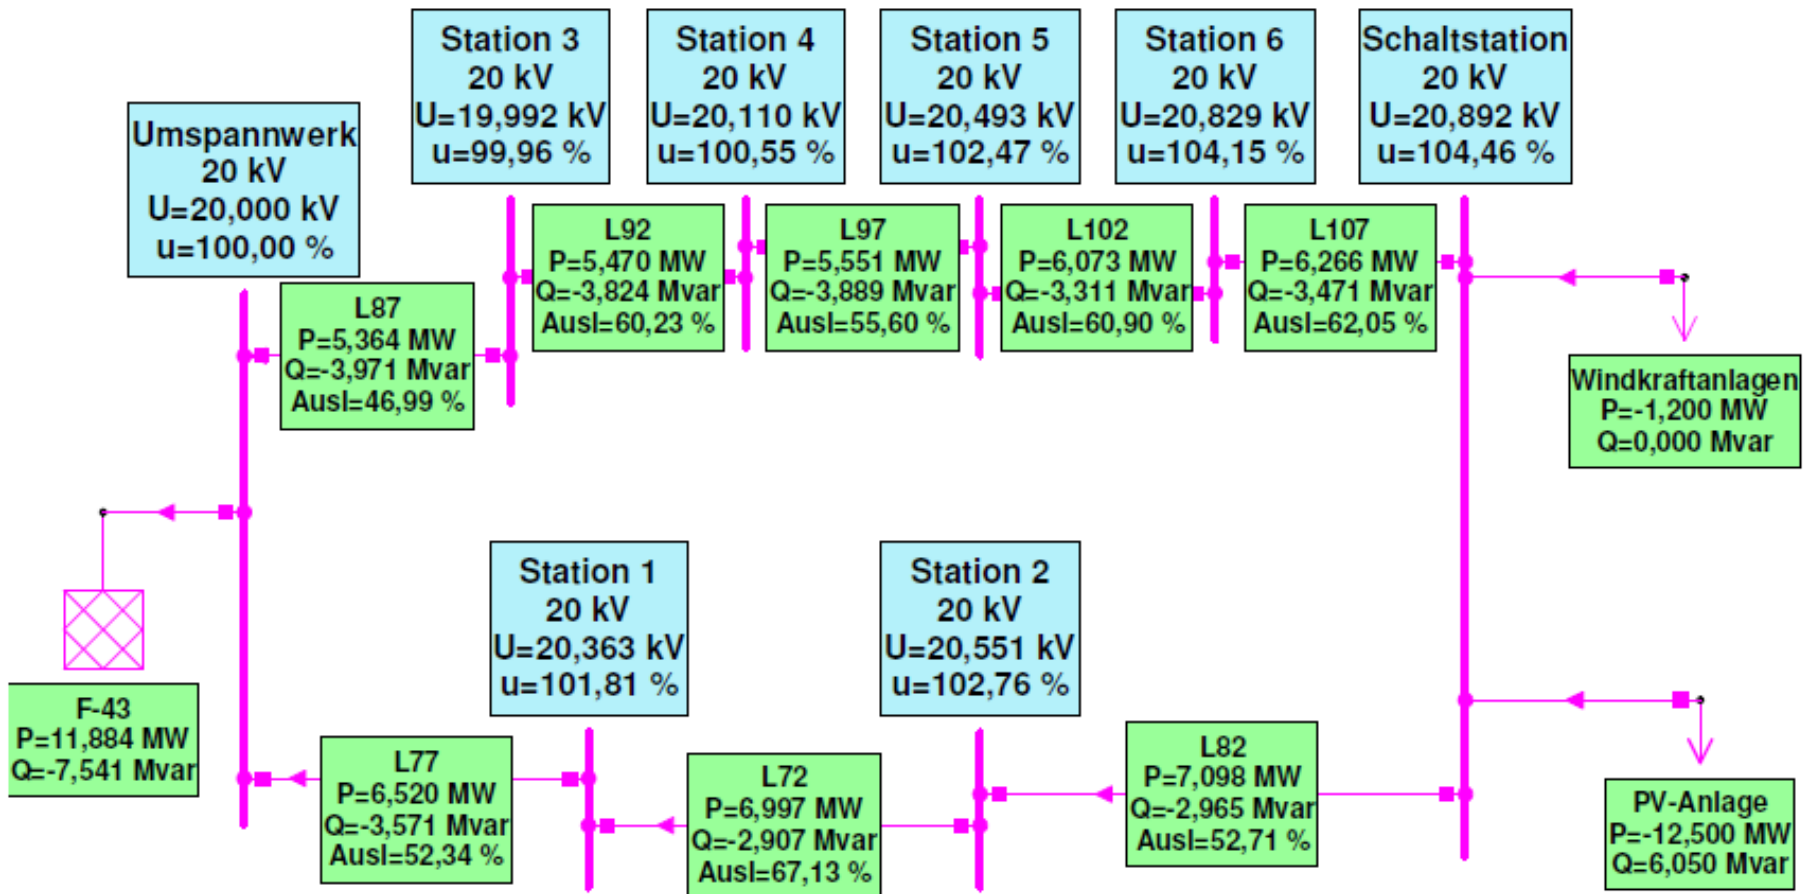 Umspannwerk
20 kV
U=20,000 kV
u=100,00 %
Station 3
20 kV
U=19,992 kV
u=99,96 %
Station 4
20 kV
U=20,110 kV
u=100,55 %
Station 5
20 kV
U=20,493 kV
u=102,47 %
Station 6
20 kV
U=20,829 kV
u=104,15 %
Schaltstation
20 kV
U=20,892 kV
u=104,46 %
L87
P=5,364 MW
Q=-3,971 Mvar
Ausl=46,99 %
L92
P=5,470 MW
Q=-3,824 Mvar
Ausl=60,23 %
L97
P=5,551 MW
Q=-3,889 Mvar
Ausl=55,60 %
L102
P=6,073 MW
Q=-3,311 Mvar
Ausl=60,90 %
L107
P=6,266 MW
Q=-3,471 Mvar
Ausl=62,05 %
Windkraftanlagen
P=-1,200 MW
Q=0,000 Mvar
Station 1
20 kV
U=20,363 kV
u=101,81 %
Station 2
20 kV
U=20,551 kV
u=102,76 %
F-43
P=11,884 MW
Q=-7,541 Mvar
L77
P=6,520 MW
Q=-3,571 Mvar
Ausl=52,34 %
L72
P=6,997 MW
Q=-2,907 Mvar
Ausl=67,13 %
L82
P=7,098 MW
Q=-2,965 Mvar
Ausl=52,71 %
PV-Anlage
P=-12,500 MW
Q=6,050 Mvar